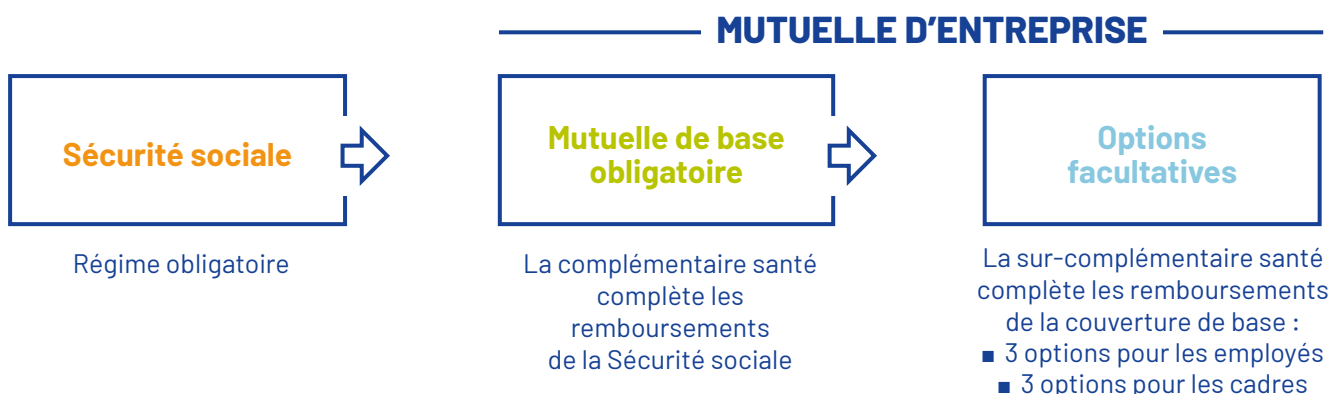 MUTUELLE D’ENTREPRISE
Sécurité sociale
Régime obligatoire
Mutuelle de base
obligatoire
La complémentaire santé
complète les
remboursements
de la Sécurité sociale
Options
facultatives
La sur-complémentaire santé
complète les remboursements
de la couverture de base :
■ 3 options pour les employés
■ 3 options pour les cadres